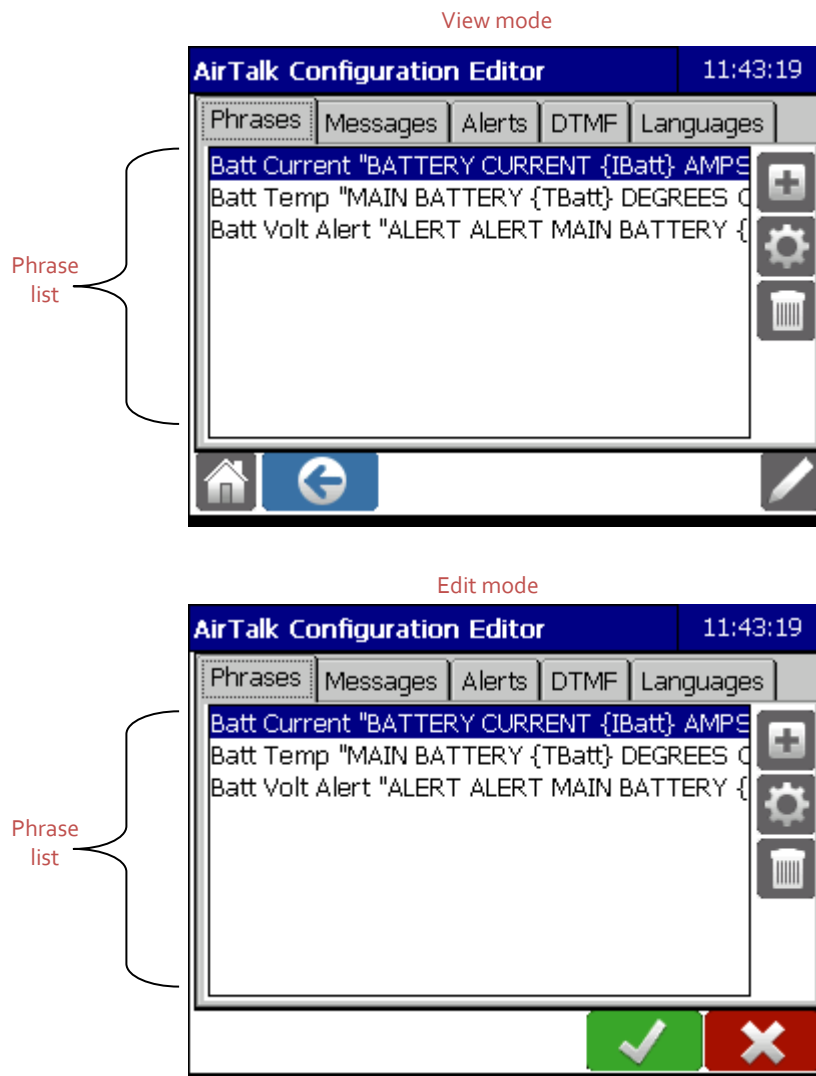 View mode
AirTalk Configuration Editor 11:43:19
Phrases Messages Alerts DTMF Languages
Batt Current "BATTERY CURRENT {IBatt} AMPS
Batt Temp "MAIN BATTERY {TBatt} DEGREES
Batt Volt Alert "ALERT ALERT MAIN BATTERY {
Phrase
list
Edit mode
AirTalk Configuration Editor 11:43:19
Phrases Messages Alerts DTMF Languages
Batt Current "BATTERY CURRENT {IBatt} AMPS
Batt Temp "MAIN BATTERY {TBatt} DEGREES
Batt Volt Alert "ALERT ALERT MAIN BATTERY {
Phrase
list